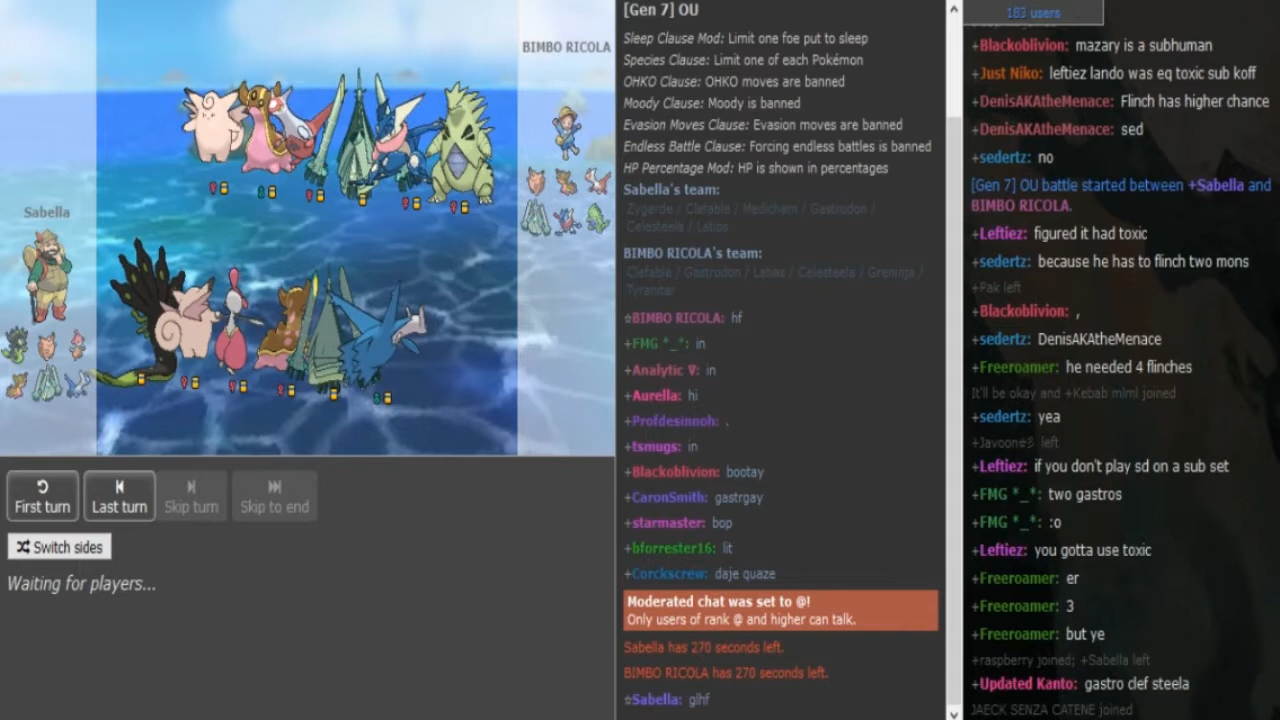 BIMBO RICOLA
Sabella
First turn
Last turn
Skip turn
Skip to end
Switch sides
Waiting for players...
[Gen 7] OU
Sleep Clause Mod: Limit one foe put to sleep
Species Clause: Limit one of each Pokémon
OHKO Clause: OHKO moves are banned
Moody Clause: Moody is banned
Evasion Moves Clause: Evasion moves are banned
Endless Battle Clause: Forcing endless battles is banned
HP Percentage Mod: HP is shown in percentages
Sabella's team:
Zygarde / Clefable / Medicham / Gastrodon /
Celesteela / Latios
BIMBO RICOLA's team:
Clefable / Gastrodon / Latias / Celesteela / Greninja /
Tyranitar
☆BIMBO RICOLA: hf
+FMG *_*: in
+Analytic ∇: in
+Aurella: hi
+Profdesinnoh: .
+tsmugs: in
+Blackoblivion: bootay
+CaronSmith: gastrgay
+starmaster: bop
+bforrester16: lit
+Corckscrew: daje quaze
Moderated chat was set to @!
Only users of rank @ and higher can talk.
Sabella has 270 seconds left.
BIMBO RICOLA has 270 seconds left.
☆Sabella: glhf
183 users
+Blackoblivion: mazary is a subhuman
+Just Niko: leftiez lando was eq toxic sub koff
+DenisAKAtheMenace: Flinch has higher chance
+DenisAKAtheMenace: sed
+sedertz: no
[Gen 7] OU battle started between +Sabella and
BIMBO RICOLA.
+Leftiez: figured it had toxic
+sedertz: because he has to flinch two mons
+Pak left
+Blackoblivion: ,
+sedertz: DenisAKAtheMenace
+Freeroamer: he needed 4 flinches
It'll be okay and +Kebab mlml joined
+sedertz: yea
+Javoon left
+Leftiez: if you don't play sd on a sub set
+FMG *_*: two gastros
+FMG *_*: :o
+Leftiez: you gotta use toxic
+Freeroamer: er
+Freeroamer: 3
+Freeroamer: but ye
+raspberry joined; +Sabella left
+Updated Kanto: gastro clef steela
JAECK SENZA CATENE joined